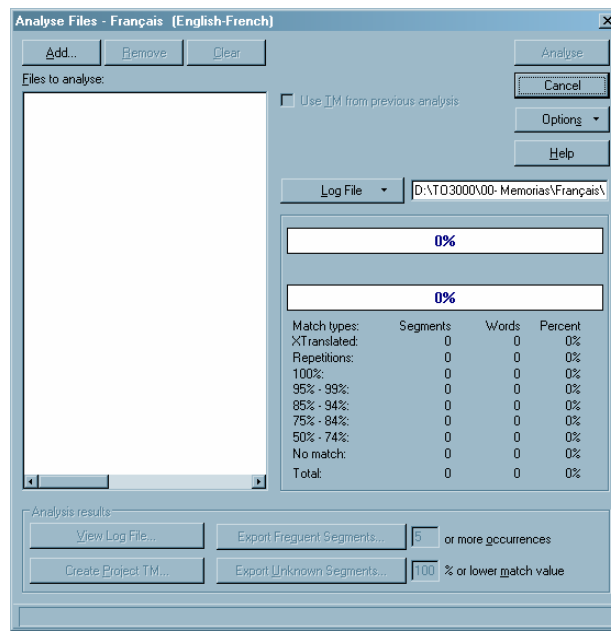 Analyse Files - Français (English-French)
Add... Remove Clear Analyse
Files to analyse:
Cancel
Use TM from previous analysis
Options
Help
Log File D:\TO3000\00- Memorias\Français\
0%
0%
Match types: Segments Words Percent
XTranslated: 0 0 0%
Repetitions: 0 0 0%
100%: 0 0 0%
95% - 99%: 0 0 0%
85% - 94%: 0 0 0%
75% - 84%: 0 0 0%
50% - 74%: 0 0 0%
No match: 0 0 0%
Total: 0 0 0%
Analysis results
View Log File... Export Frequent Segments... 5 or more occurrences
Create Project TM... Export Unknown Segments... 100 % or lower match value